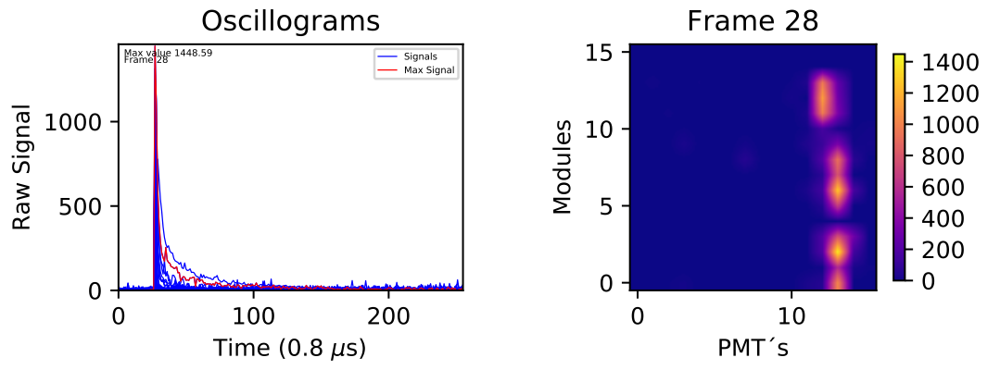 Oscillograms
Max value 1448.59
Frame 28
Signals
Max Signal
Raw Signal
1000
500
0
0
100
200
Time (0.8 μs)
Frame 28
Modules
15
10
5
0
0
10
PMT´s
1400
1200
1000
800
600
400
200
0